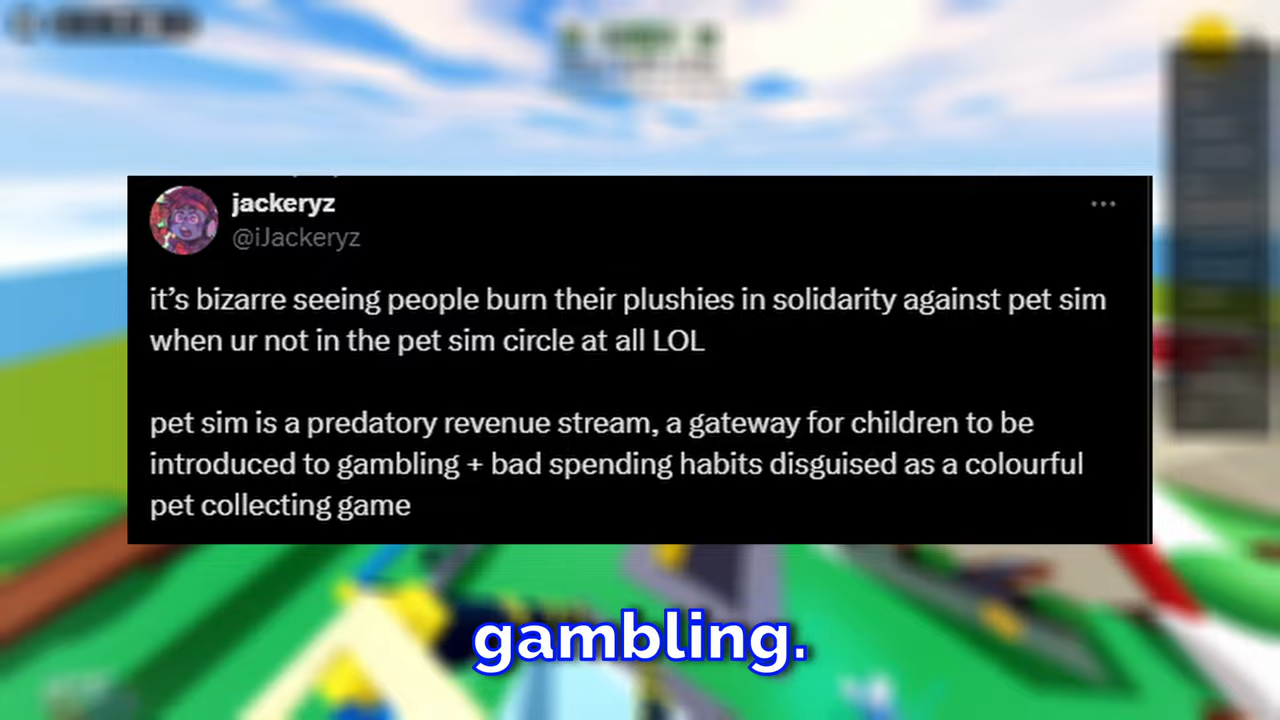 jackeryz
@iJackeryz
it's bizarre seeing people burn their plushies in solidarity against pet sim
when ur not in the pet sim circle at all LOL
pet sim is a predatory revenue stream, a gateway for children to be
introduced to gambling + bad spending habits disguised as a colourful
pet collecting game
gambling.